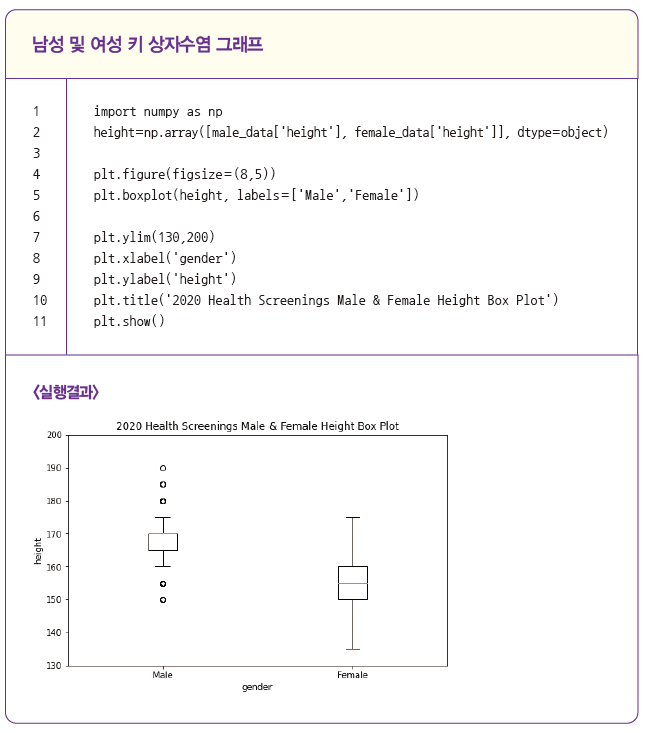 남성 및 여성 키 상자수염 그래프
1 import numpy as np
2 height=np.array([male_data['height'], female_data['height']], dtype=object)
3
4 plt.figure(figsize=(8,5))
5 plt.boxplot(height, labels=['Male','Female'])
6
7 plt.ylim(130,200)
8 plt.xlabel('gender')
9 plt.ylabel('height')
10 plt.title('2020 Health Screenings Male & Female Height Box Plot')
11 plt.show()
〈실행결과〉
2020 Health Screenings Male & Female Height Box Plot
200
190
180
170
160
150
140
130
height
Male Female
gender